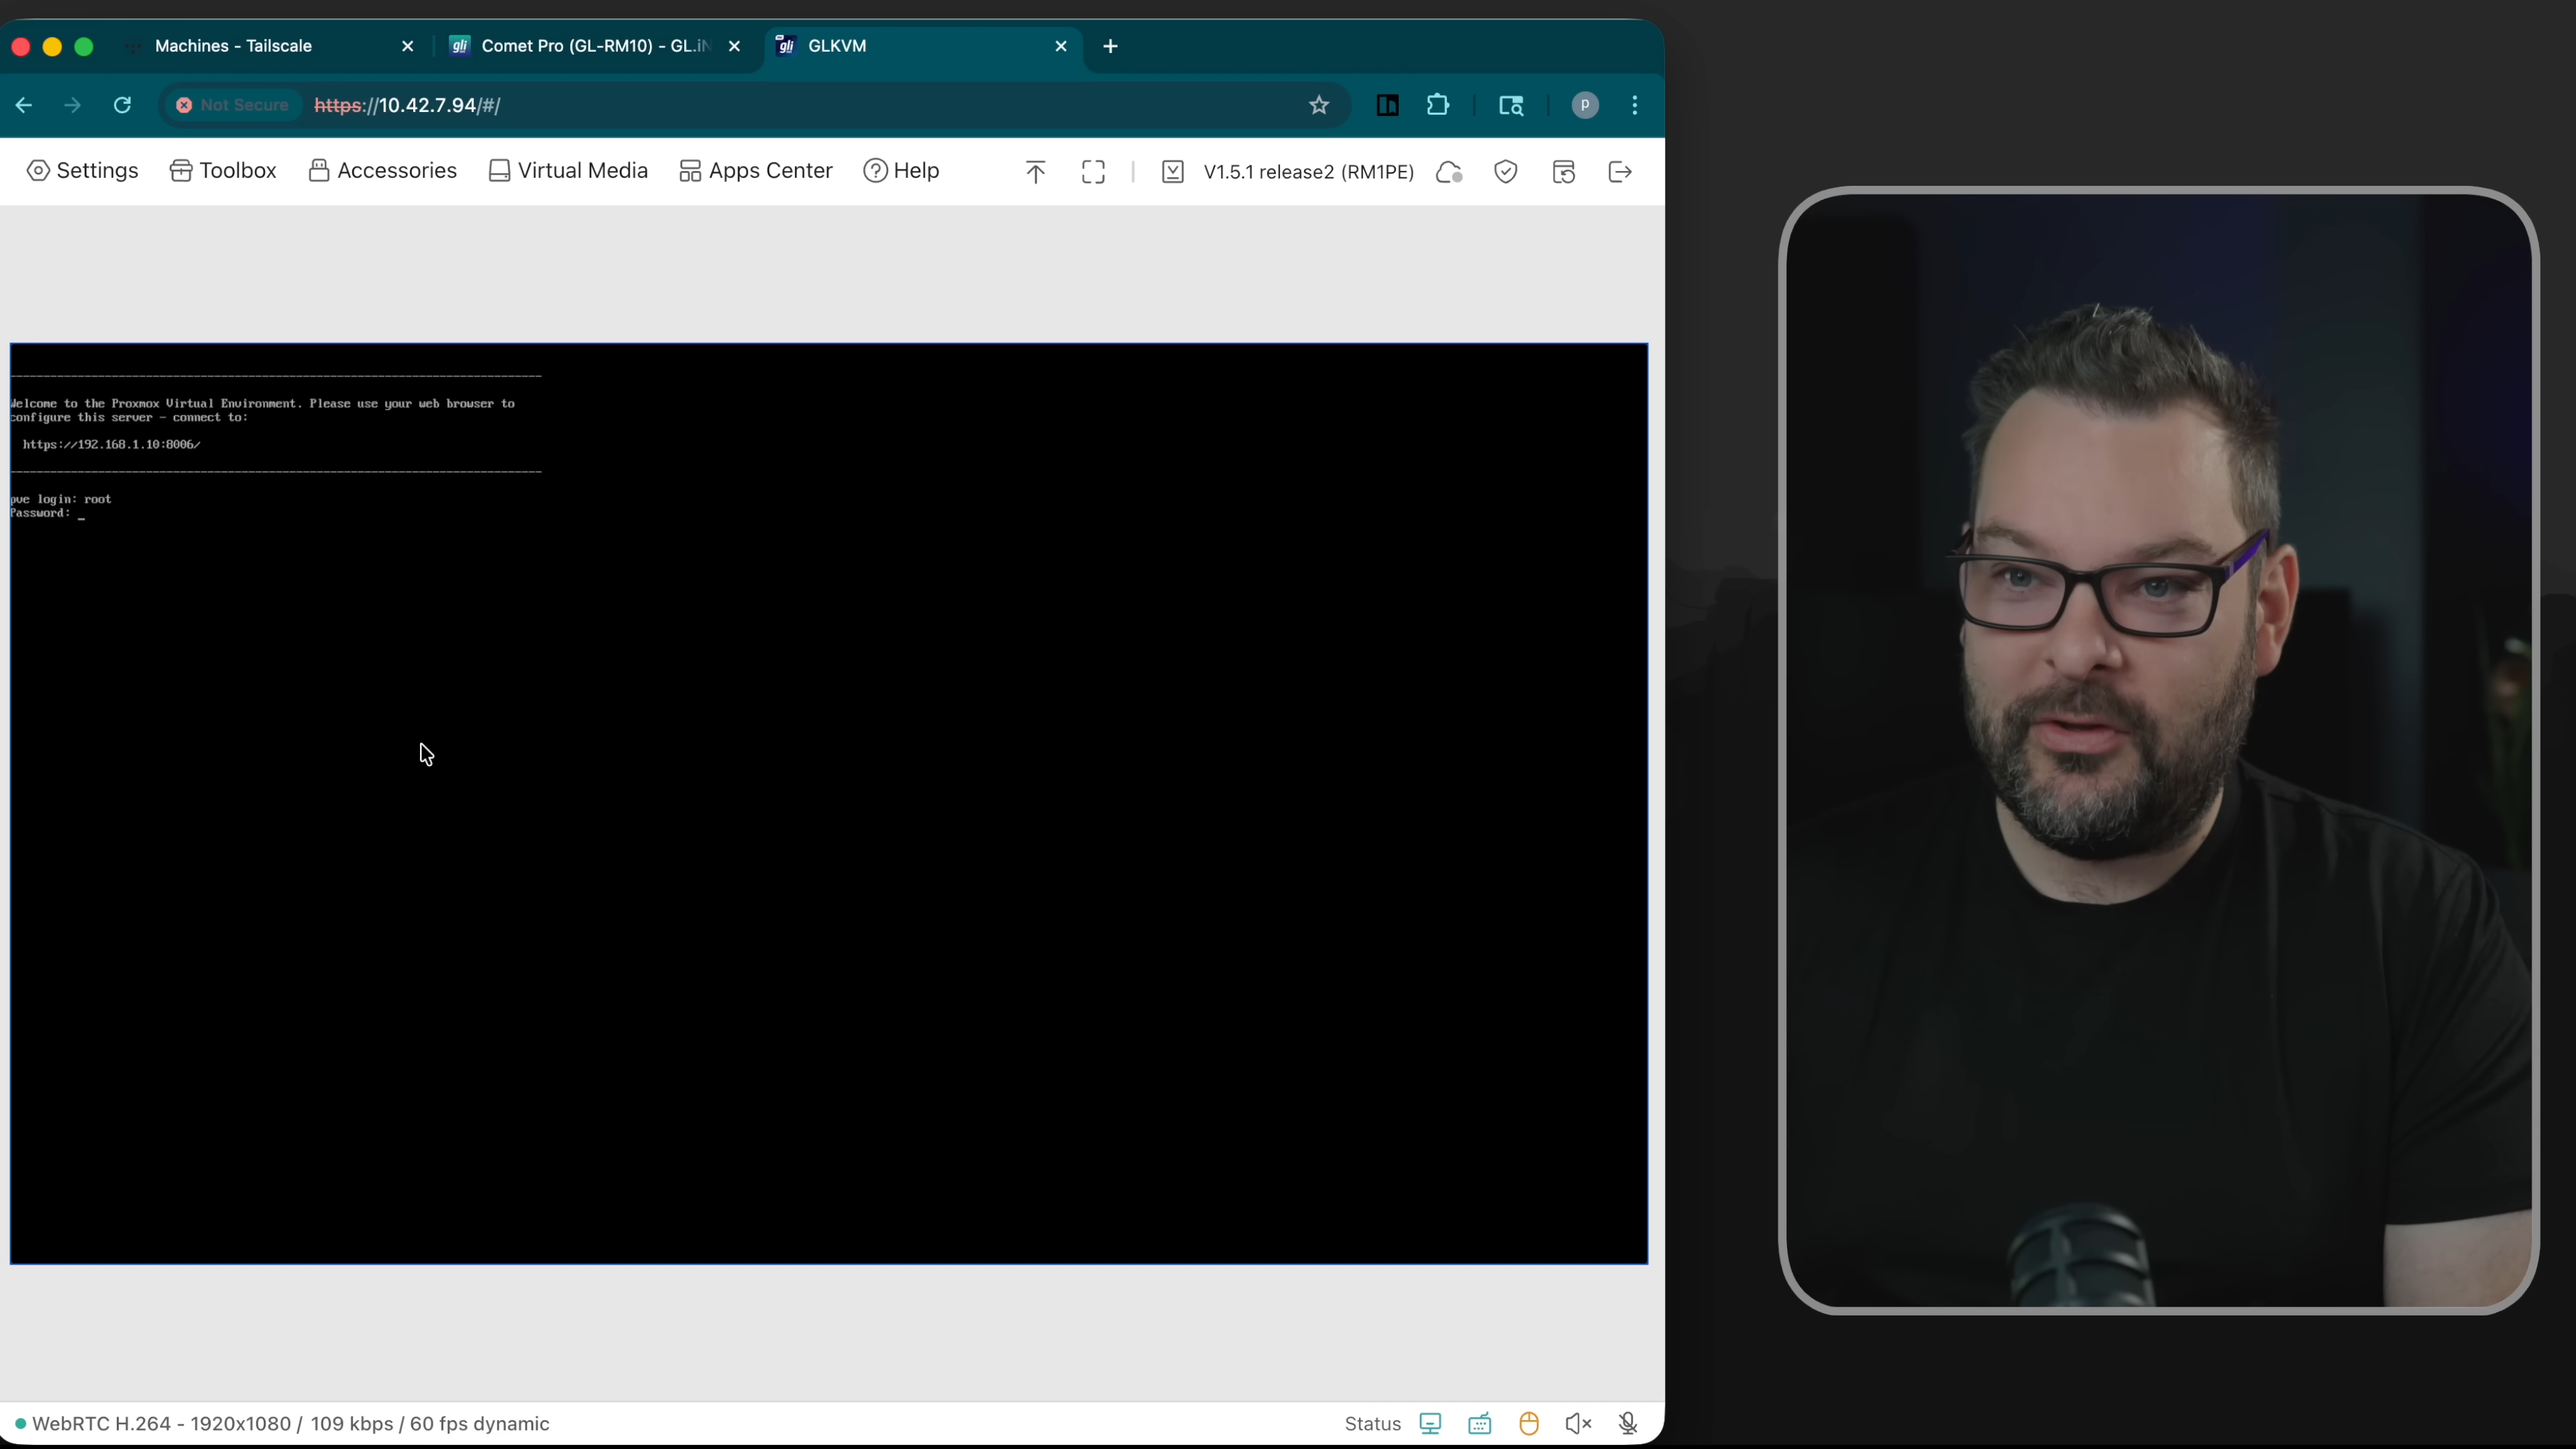 Machines - Tailscale
gli Comet Pro (GL-RM10) - GL.iN
gli GLKVM
Not Secure https://10.42.7.94/#/
P
Settings Toolbox Accessories Virtual Media Apps Center Help V1.5.1 release2 (RM1PE)
Welcome to the Proxmox Virtual Environment. Please use your web browser to
configure this server - connect to:
https://192.168.1.10:8006/
pve login: root
Password: _
WebRTC H.264 - 1920x1080 / 109 kbps / 60 fps dynamic
Status